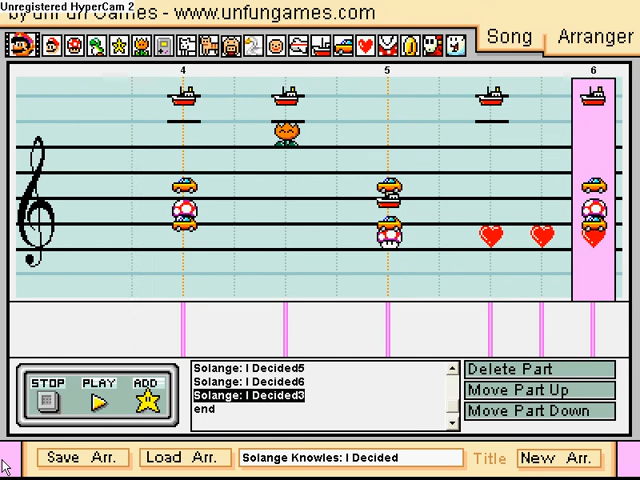 Unregistered HyperCam 2
by unFun Games - www.unfungames.com
Song
Arranger
4
5
6
STOP
PLAY
ADD
Solange: I Decided5
Solange: I Decided6
Solange: I Decided3
end
Delete Part
Move Part Up
Move Part Down
Save Arr.
Load Arr.
Solange Knowles: I Decided
Title
New Arr.